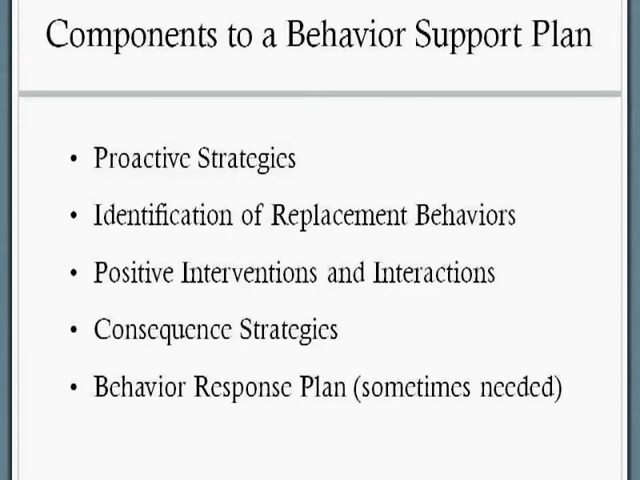 Components to a Behavior Support Plan
• Proactive Strategies
• Identification of Replacement Behaviors
• Positive Interventions and Interactions
• Consequence Strategies
• Behavior Response Plan (sometimes needed)